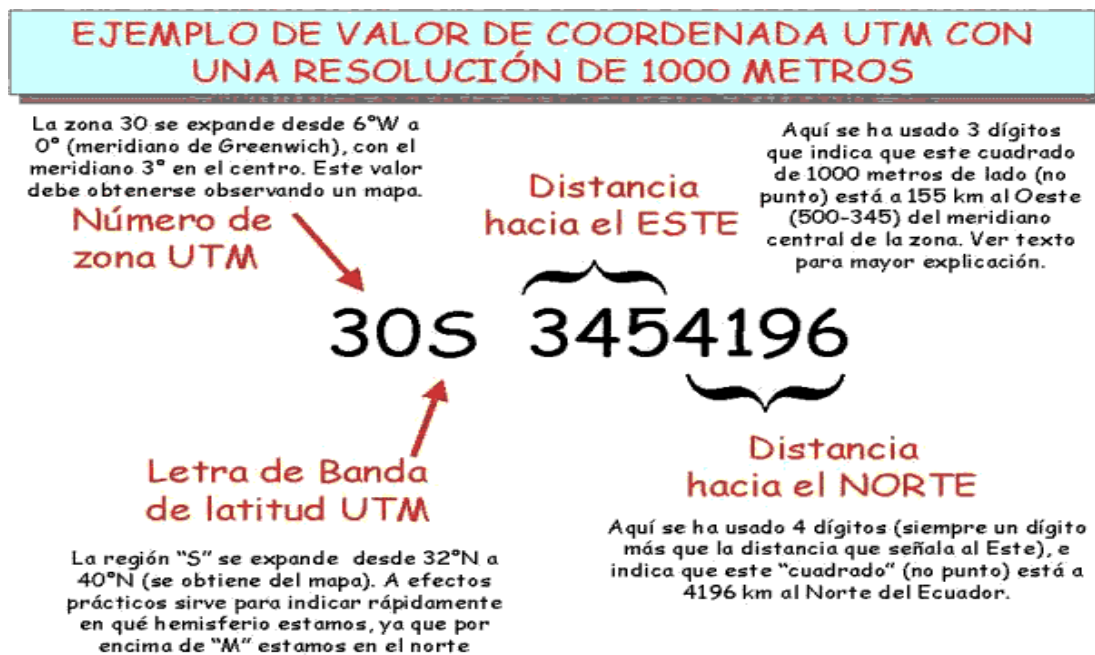 EJEMPLO DE VALOR DE COORDENADA UTM CON
UNA RESOLUCIÓN DE 1000 METROS
La zona 30 se expande desde 6°W a
0° (meridiano de Greenwich), con el
meridiano 3° en el centro. Este valor
debe obtenerse observando un mapa.
Número de
zona UTM
Distancia
hacia el ESTE
Aquí se ha usado 3 dígitos
que indica que este cuadrado
de 1000 metros de lado (no
punto) está a 155 km al Oeste
(500-345) del meridiano
central de la zona. Ver texto
para mayor explicación.
30S 3454196
Letra de Banda
de latitud UTM
La región “S” se expande desde 32°N a
40°N (se obtiene del mapa). A efectos
prácticos sirve para indicar rápidamente
en qué hemisferio estamos, ya que por
encima de “M” estamos en el norte
Distancia
hacia el NORTE
Aquí se ha usado 4 dígitos (siempre un dígito
más que la distancia que señala al Este), e
indica que este “cuadrado” (no punto) está a
4196 km al Norte del Ecuador.